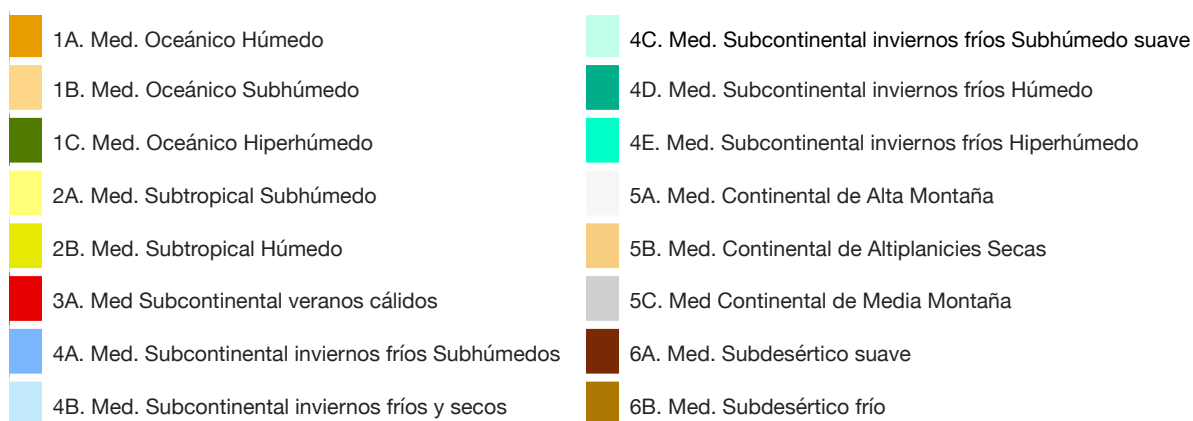 1A. Med. Oceánico Húmedo
1B. Med. Oceánico Subhúmedo
1C. Med. Oceánico Hiperhúmedo
2A. Med. Subtropical Subhúmedo
2B. Med. Subtropical Húmedo
3A. Med Subcontinental veranos cálidos
4A. Med. Subcontinental inviernos fríos Subhúmedos
4B. Med. Subcontinental inviernos fríos y secos
4C. Med. Subcontinental inviernos fríos Subhúmedo suave
4D. Med. Subcontinental inviernos fríos Húmedo
4E. Med. Subcontinental inviernos fríos Hiperhúmedo
5A. Med. Continental de Alta Montaña
5B. Med. Continental de Altiplanicies Secas
5C. Med Continental de Media Montaña
6A. Med. Subdesértico suave
6B. Med. Subdesértico frío